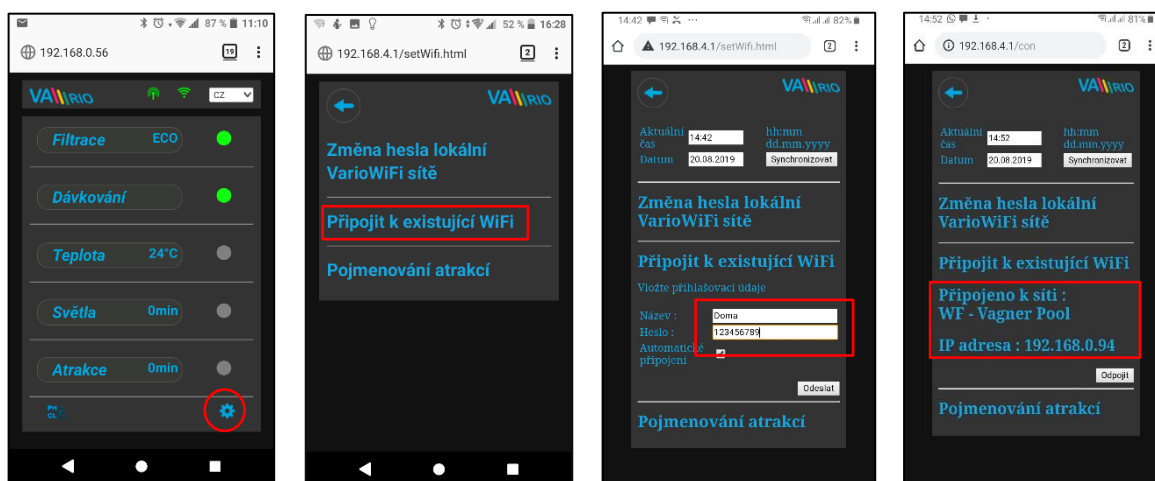 87 % 11:10
192.168.0.56
19
VARIO
CZ
Filtrace ECO
Dávkování
Teplota 24°C
Světla 0min
Atrakce 0min
PH
CL
52 % 16:28
192.168.4.1/setWifi.html
2
VARIO
Změna hesla lokální
VarioWiFi sítě
Připojit k existující WiFi
Pojmenování atrakcí
14:42 82%
192.168.4.1/setWifi.html
2
VARIO
Aktuální
čas
14:42
hh:mm
dd.mm.yyyy
Datum 20.08.2019 Synchronizovat
Změna hesla lokální
VarioWiFi sítě
Připojit k existující WiFi
Vložte přihlašovací údaje
Název : Doma
Heslo : 123456789
Automatické
připojení
Odeslat
Pojmenování atrakcí
14:52 81%
192.168.4.1/con
2
VARIO
Aktuální
čas
14:52
hh:mm
dd.mm.yyyy
Datum 20.08.2019 Synchronizovat
Změna hesla lokální
VarioWiFi sítě
Připojit k existující WiFi
Připojeno k síti :
WF - Vagner Pool
IP adresa : 192.168.0.94
Odpojit
Pojmenování atrakcí